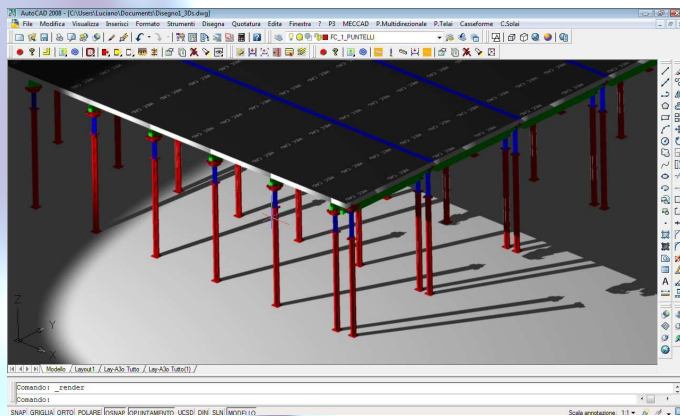 AutoCAD 2008 - [C:\Users\Luciano\Documents\Disegno1_3Ds.dwg]
File Modifica Visualizza Inserisci Formato Strumenti Disegna Quotatura Edita Finestra ? P3 MECCAD P.Multidirezionale P.Telai Casseforme C.Solai
FC_1_PUNTELLI
Z
Y
X
Modello / Layout1 / Lay-A3o Tutto / Lay-A3o Tutto(1)
Comando: _render
Comando:
SNAP GRIGLIA ORTO POLARE OSNAP OPUNTAMENTO UCSD DIN SLN MODELLO Scala annotazione: 1:1